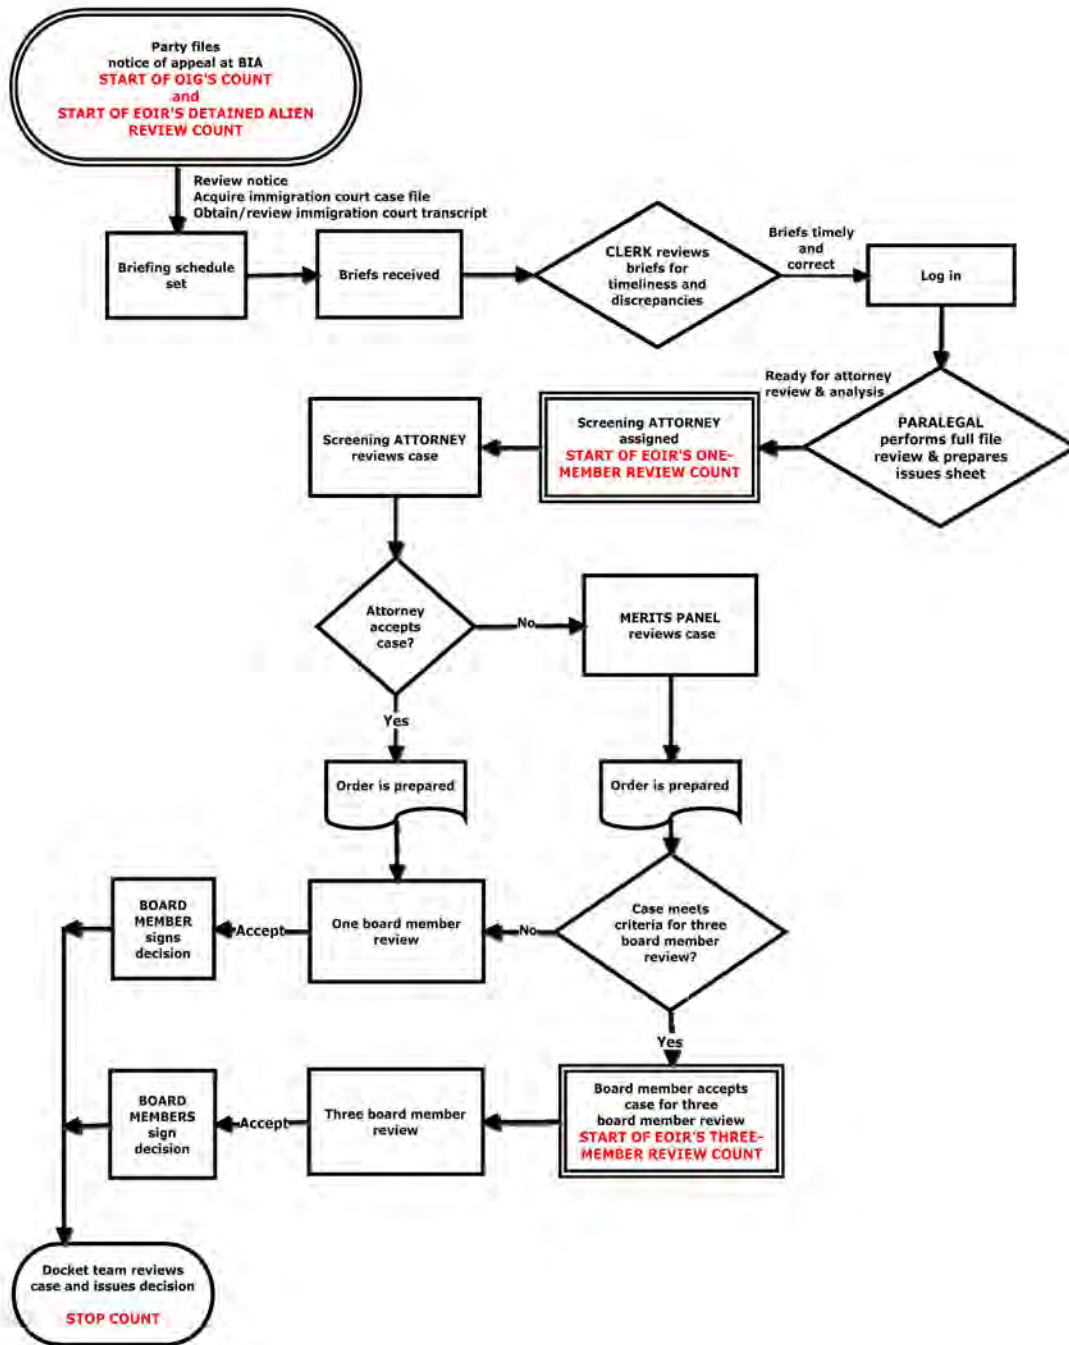 Party files
notice of appeal at BIA
START OF OIG'S COUNT
and
START OF EOIR'S DETAINED ALIEN
REVIEW COUNT
Review notice
Acquire immigration court case file
Obtain/review immigration court transcript
Briefing schedule
set
Briefs received
CLERK reviews
briefs for
timeliness and
discrepancies
Briefs timely
and
correct
Log in
Ready for attorney
review & analysis
PARALEGAL
performs full file
review & prepares
issues sheet
Screening ATTORNEY
assigned
START OF EOIR'S ONE-
MEMBER REVIEW COUNT
Screening ATTORNEY
reviews case
Attorney
accepts
case?
No
MERITS PANEL
reviews case
Yes
Order is prepared
Order is prepared
Case meets
criteria for three
board member
review?
No
One board member
review
Accept
BOARD
MEMBER
signs
decision
Yes
Board member accepts
case for three
board member review
START OF EOIR'S THREE-
MEMBER REVIEW COUNT
Three board member
review
Accept
BOARD
MEMBERS
sign
decision
Docket team reviews
case and issues decision
STOP COUNT